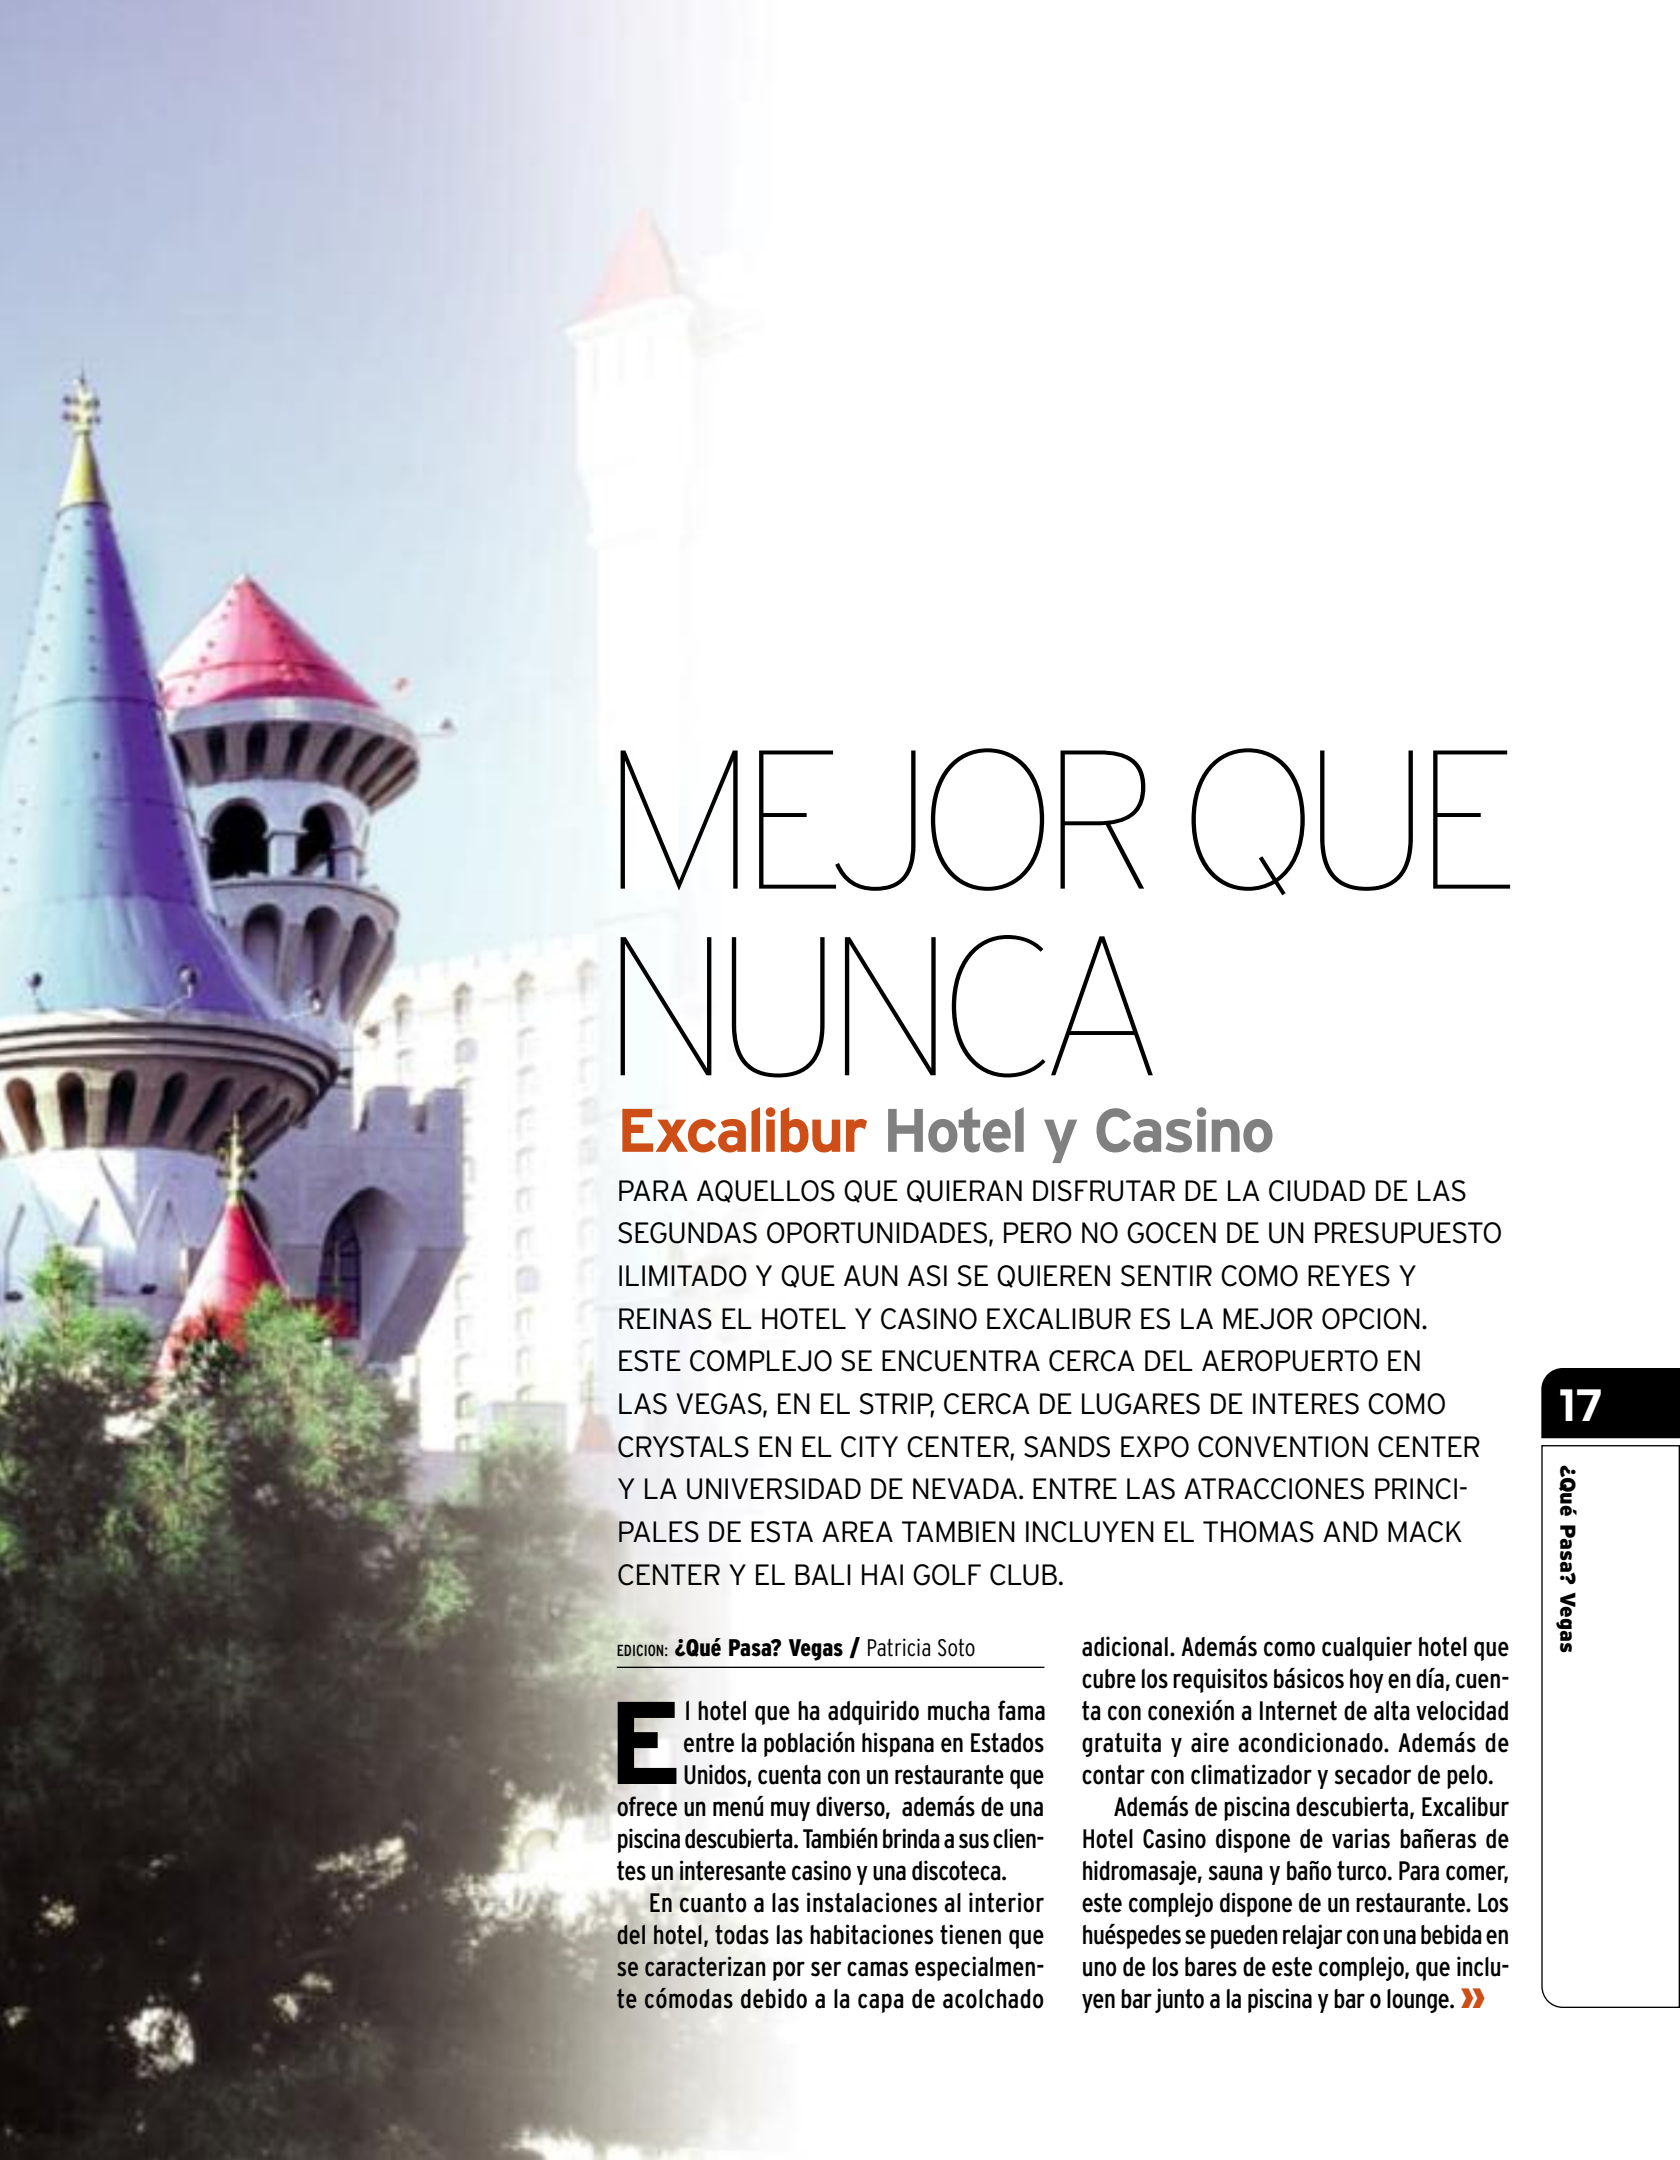 MEJOR QUE
NUNCA
Excalibur Hotel y Casino
PARA AQUELLOS QUE QUIERAN DISFRUTAR DE LA CIUDAD DE LAS
SEGUNDAS OPORTUNIDADES, PERO NO GOCEN DE UN PRESUPUESTO
ILIMITADO Y QUE AUN ASI SE QUIEREN SENTIR COMO REYES Y
REINAS EL HOTEL Y CASINO EXCALIBUR ES LA MEJOR OPCION.
ESTE COMPLEJO SE ENCUENTRA CERCA DEL AEROPUERTO EN
LAS VEGAS, EN EL STRIP, CERCA DE LUGARES DE INTERES COMO
CRYSTALS EN EL CITY CENTER, SANDS EXPO CONVENTION CENTER
Y LA UNIVERSIDAD DE NEVADA. ENTRE LAS ATRACCIONES PRINCI-
PALES DE ESTA AREA TAMBIEN INCLUYEN EL THOMAS AND MACK
CENTER Y EL BALI HAI GOLF CLUB.
EDICION: ¿Qué Pasa? Vegas / Patricia Soto
El hotel que ha adquirido mucha fama
entre la población hispana en Estados
Unidos, cuenta con un restaurante que
ofrece un menú muy diverso, además de una
piscina descubierta. También brinda a sus clien-
tes un interesante casino y una discoteca.
En cuanto a las instalaciones al interior
del hotel, todas las habitaciones tienen que
se caracterizan por ser camas especialmen-
te cómodas debido a la capa de acolchado
adicional. Además como cualquier hotel que
cubre los requisitos básicos hoy en día, cuen-
ta con conexión a Internet de alta velocidad
gratuita y aire acondicionado. Además de
contar con climatizador y secador de pelo.
Además de piscina descubierta, Excalibur
Hotel Casino dispone de varias bañeras de
hidromasaje, sauna y baño turco. Para comer,
este complejo dispone de un restaurante. Los
huéspedes se pueden relajar con una bebida en
uno de los bares de este complejo, que inclu-
yen bar junto a la piscina y bar o lounge. »
17
¿Qué Pasa? Vegas